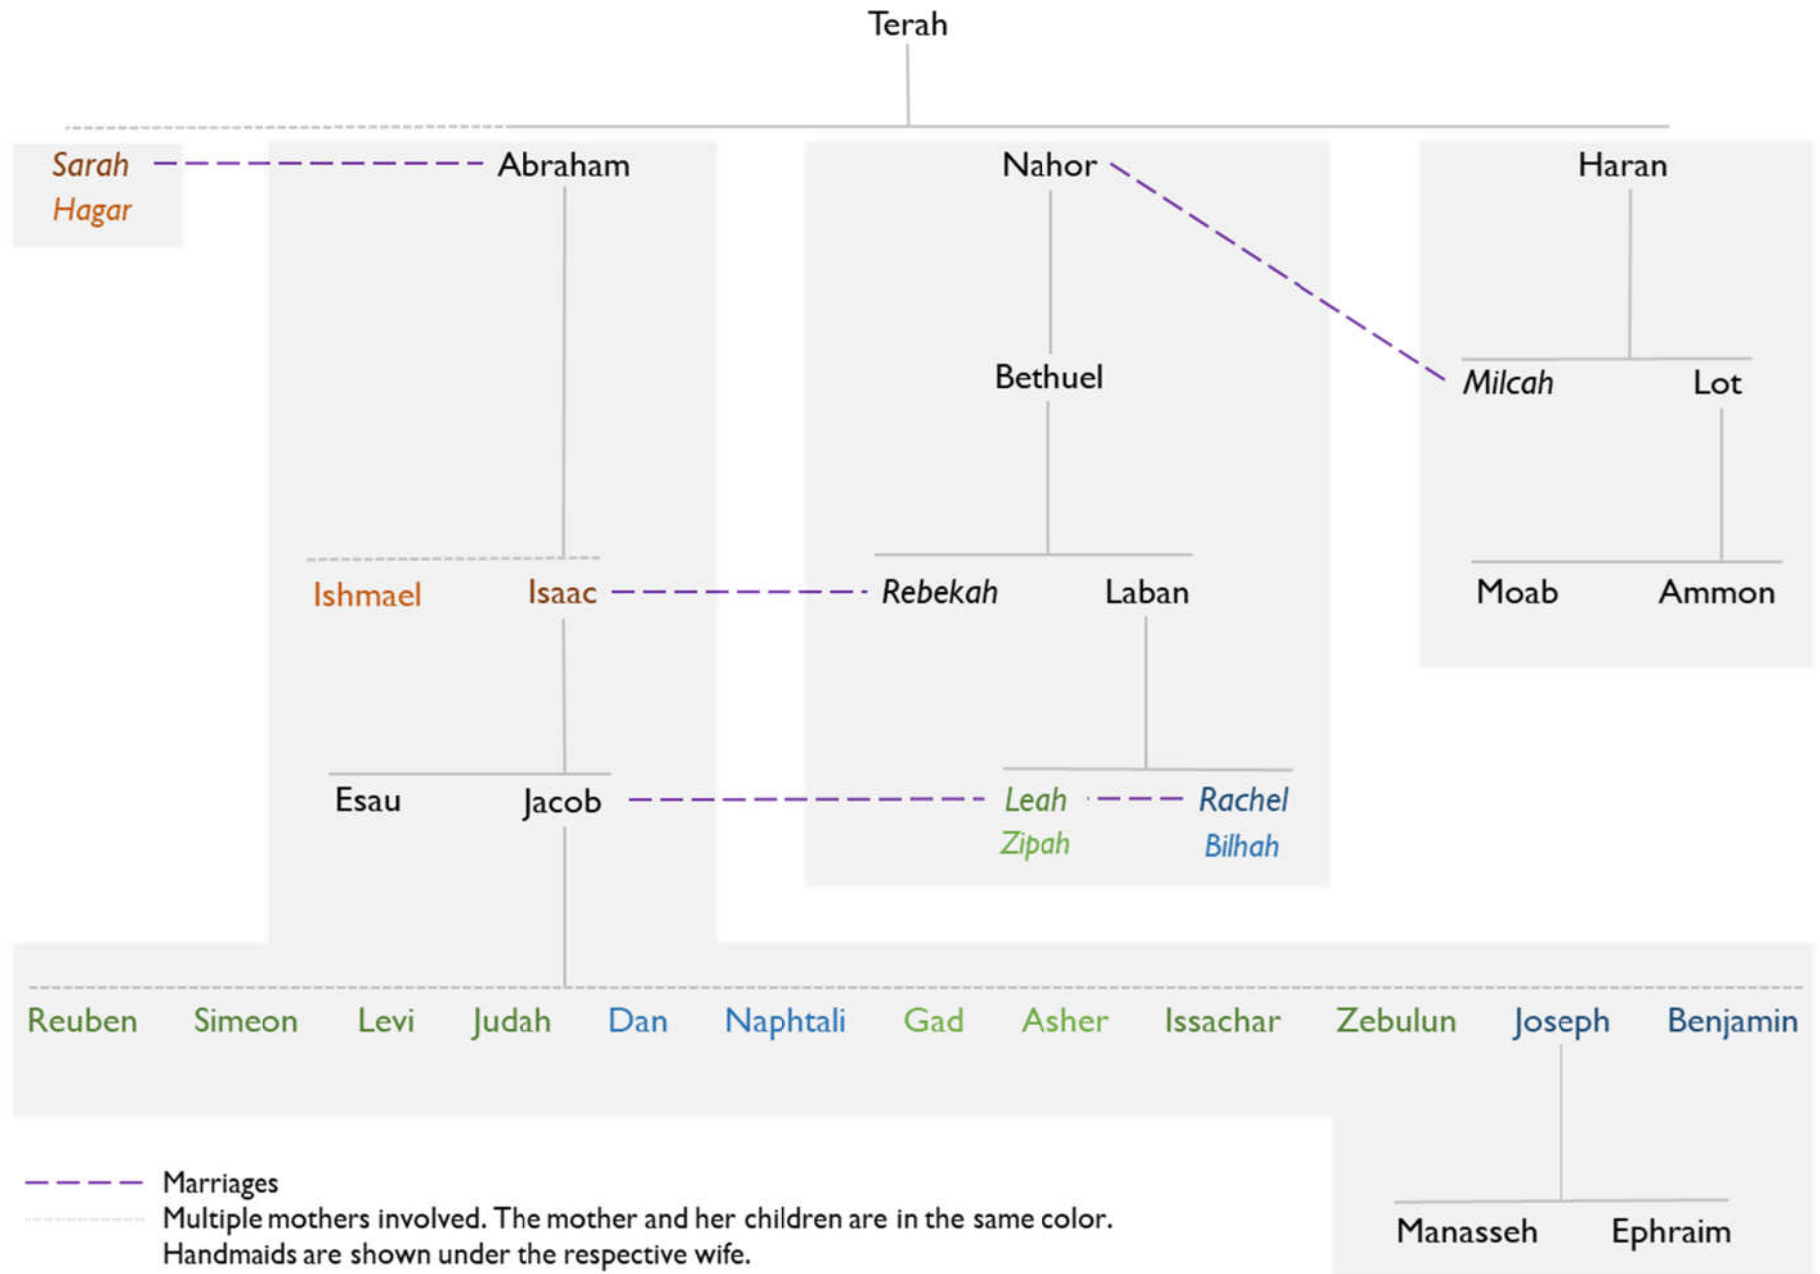 Terah
Sarah Abraham Nahor Haran
Hagar
Bethuel
Milcah Lot
Ishmael Isaac Rebekah Laban Moab Ammon
Esau Jacob Leah Rachel
Zipah Bilhah
Reuben Simeon Levi Judah Dan Naphtali Gad Asher Issachar Zebulun Joseph Benjamin
Marriages
Multiple mothers involved. The mother and her children are in the same color.
Handmaids are shown under the respective wife.
Manasseh Ephraim